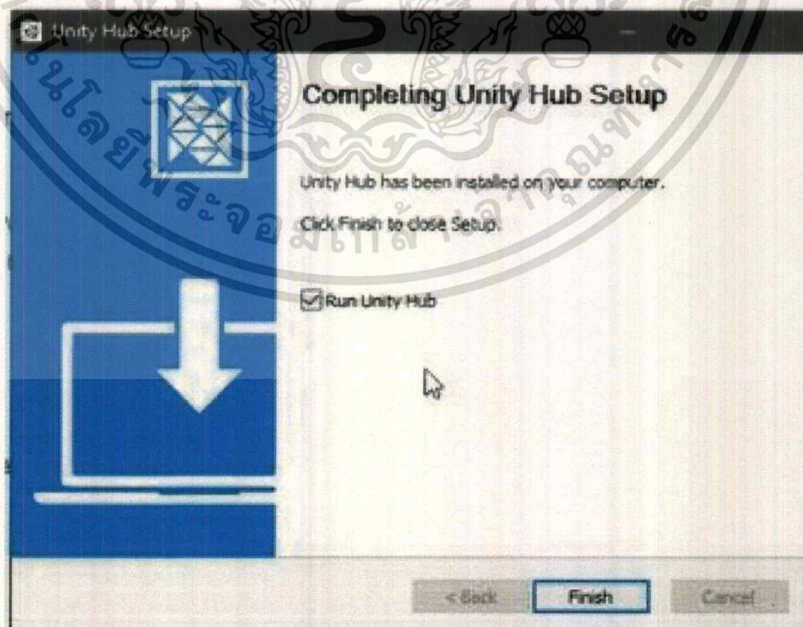 Unity Hub Setup
Completing Unity Hub Setup
Unity Hub has been installed on your computer.
Click Finish to close Setup.
Run Unity Hub
< Back
Finish
Cancel